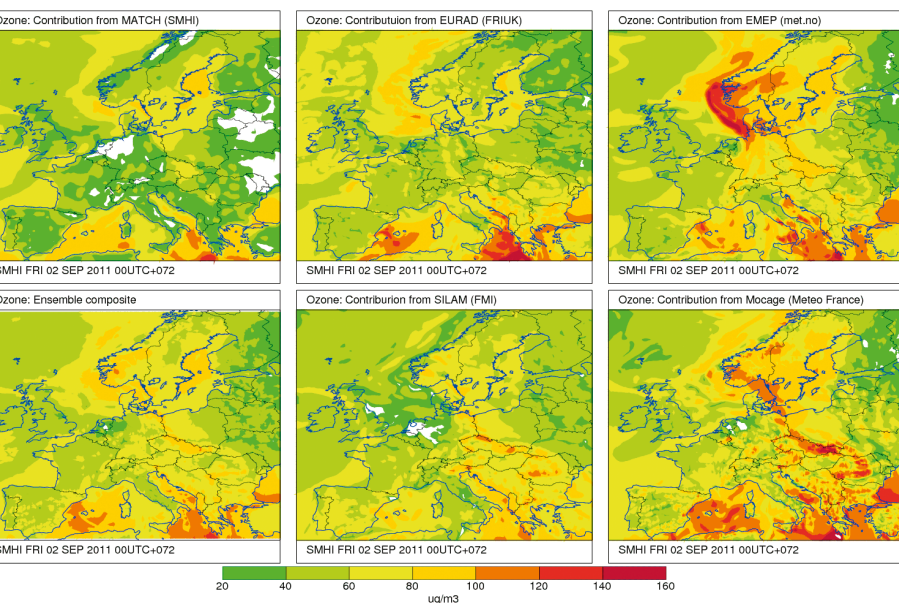 Ozone: Contribution from MATCH (SMHI)
Ozone: Contributuion from EURAD (FRIUK)
Ozone: Contribution from EMEP (met.no)
SMHI FRI 02 SEP 2011 00UTC+072
SMHI FRI 02 SEP 2011 00UTC+072
SMHI FRI 02 SEP 2011 00UTC+072
Ozone: Ensemble composite
Ozone: Contriburion from SILAM (FMI)
Ozone: Contribution from Mocage (Meteo France)
SMHI FRI 02 SEP 2011 00UTC+072
SMHI FRI 02 SEP 2011 00UTC+072
SMHI FRI 02 SEP 2011 00UTC+072
20 40 60 80 100 120 140 160
ug/m3